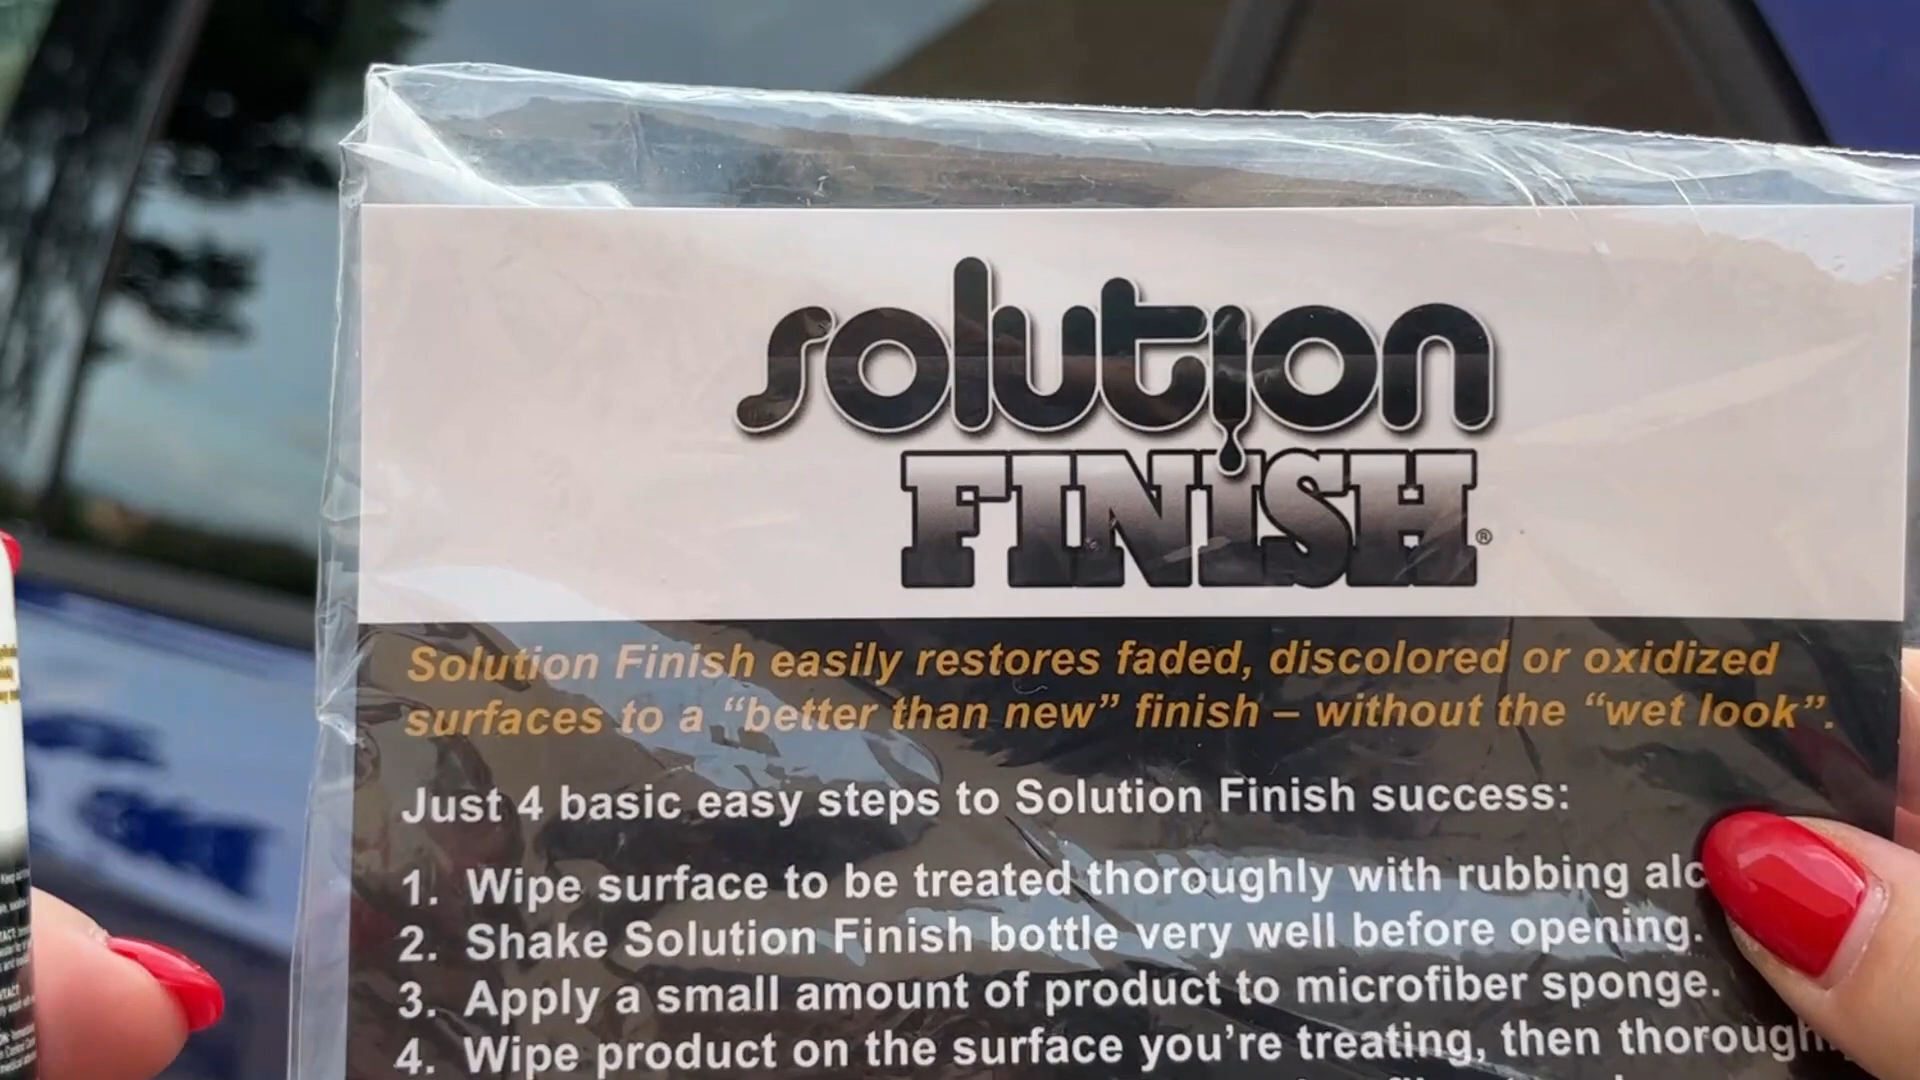 solution
FINISH®
Solution Finish easily restores faded, discolored or oxidized
surfaces to a “better than new” finish – without the “wet look”.
Just 4 basic easy steps to Solution Finish success:
1. Wipe surface to be treated thoroughly with rubbing
2. Shake Solution Finish bottle very well before opening.
3. Apply a small amount of product to microfiber sponge.
4. Wipe product on the surface you’re treating, then